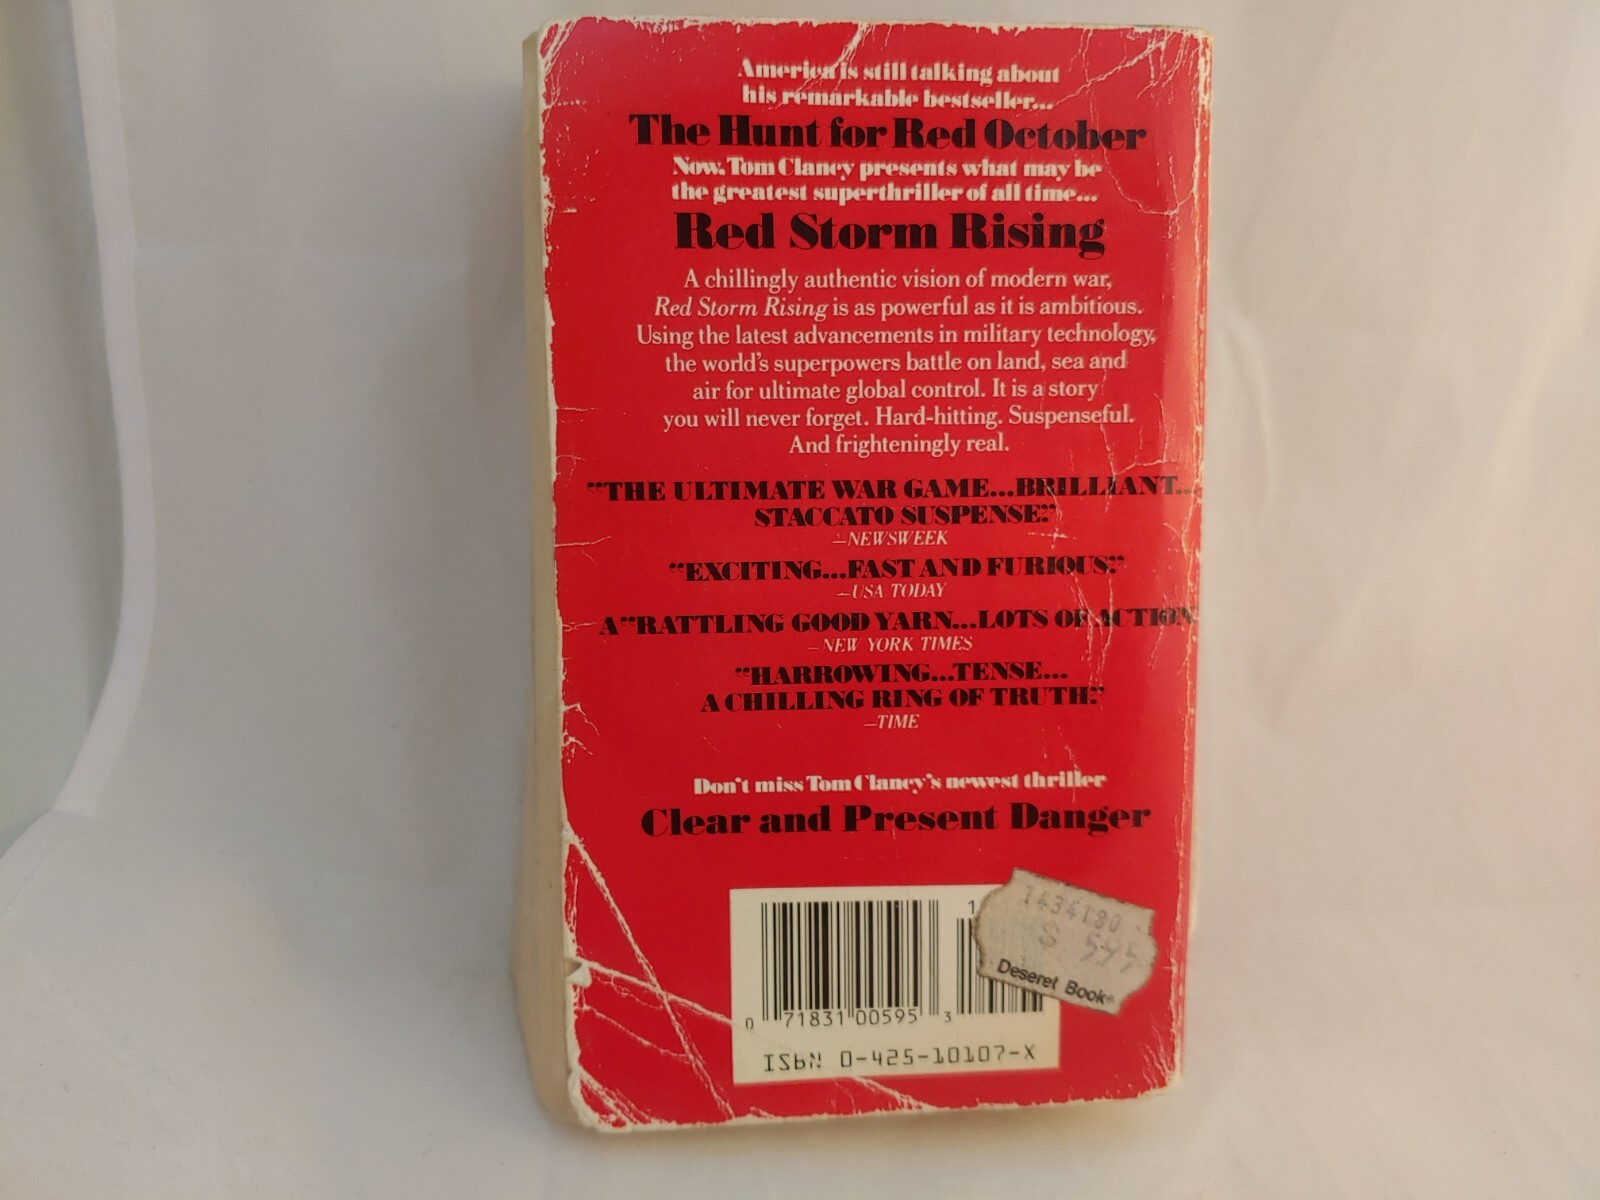 America is still talking about
his remarkable bestseller...
The Hunt for Red October
Now, Tom Clancy presents what may be
the greatest superthriller of all time...
Red Storm Rising
A chillingly authentic vision of modern war,
Red Storm Rising is as powerful as it is ambitious.
Using the latest advancements in military technology,
the world's superpowers battle on land, sea and
air for ultimate global control. It is a story
you will never forget. Hard-hitting. Suspenseful.
And frighteningly real.
"THE ULTIMATE WAR GAME...BRILLIANT...
STACCATO SUSPENSE."
—NEWSWEEK
"EXCITING...FAST AND FURIOUS."
—USA TODAY
A "RATTLING GOOD YARN...LOTS OF ACTION
—NEW YORK TIMES
"HARROWING...TENSE...
A CHILLING RING OF TRUTH."
—TIME
Don't miss Tom Clancy's newest thriller
Clear and Present Danger
1434180
$ 5.95
Deseret Book®
0 71831 00595 3
ISBN 0-425-10107-X